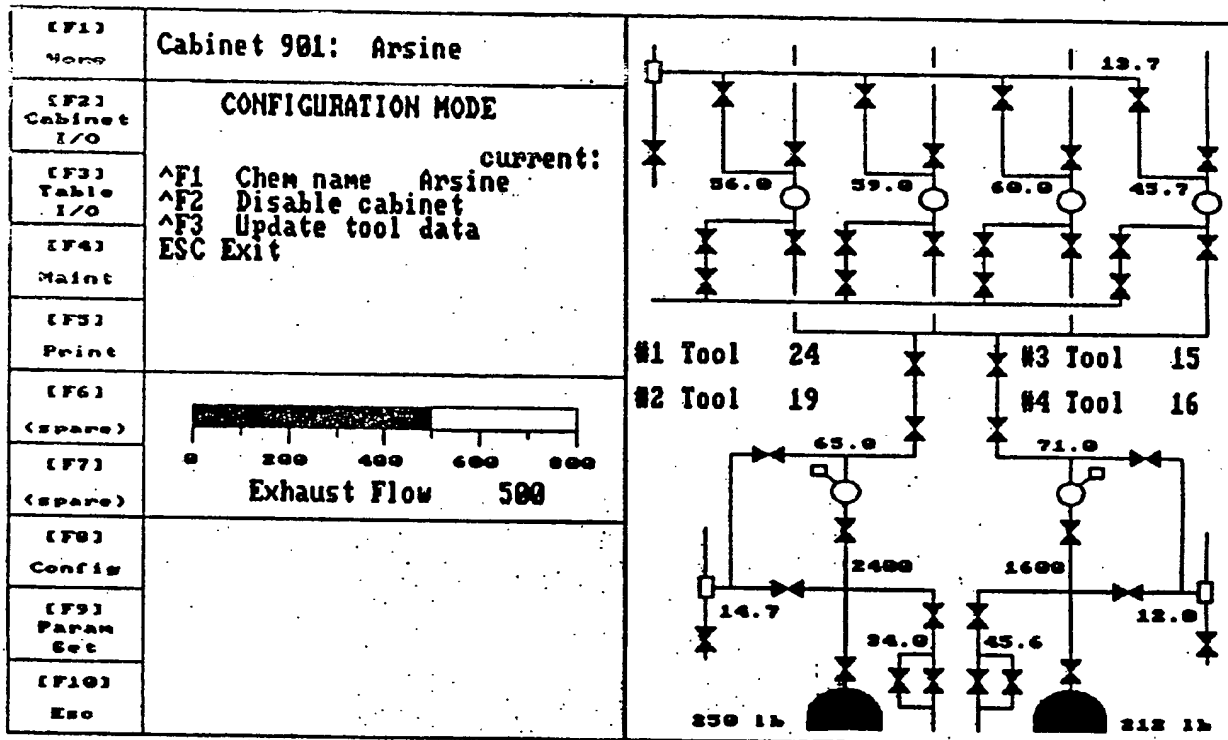 [F1]
More
[F2]
Cabinet
I/O
[F3]
Table
I/O
[F4]
Maint
[F5]
Print
[F6]
(spare)
[F7]
(spare)
[F8]
Config
[F9]
Param
Set
[F10]
Esc
Cabinet 901: Arsine
CONFIGURATION MODE
current:
^F1 Chem name Arsine
^F2 Disable cabinet
^F3 Update tool data
ESC Exit
0 200 400 600 800
Exhaust Flow 500
13.7
56.0 59.0 60.0 45.7
#1 Tool 24 #3 Tool 15
#2 Tool 19 #4 Tool 16
65.0 71.0
2400 1600
14.7 12.0
34.0 45.6
250 lb 212 lb